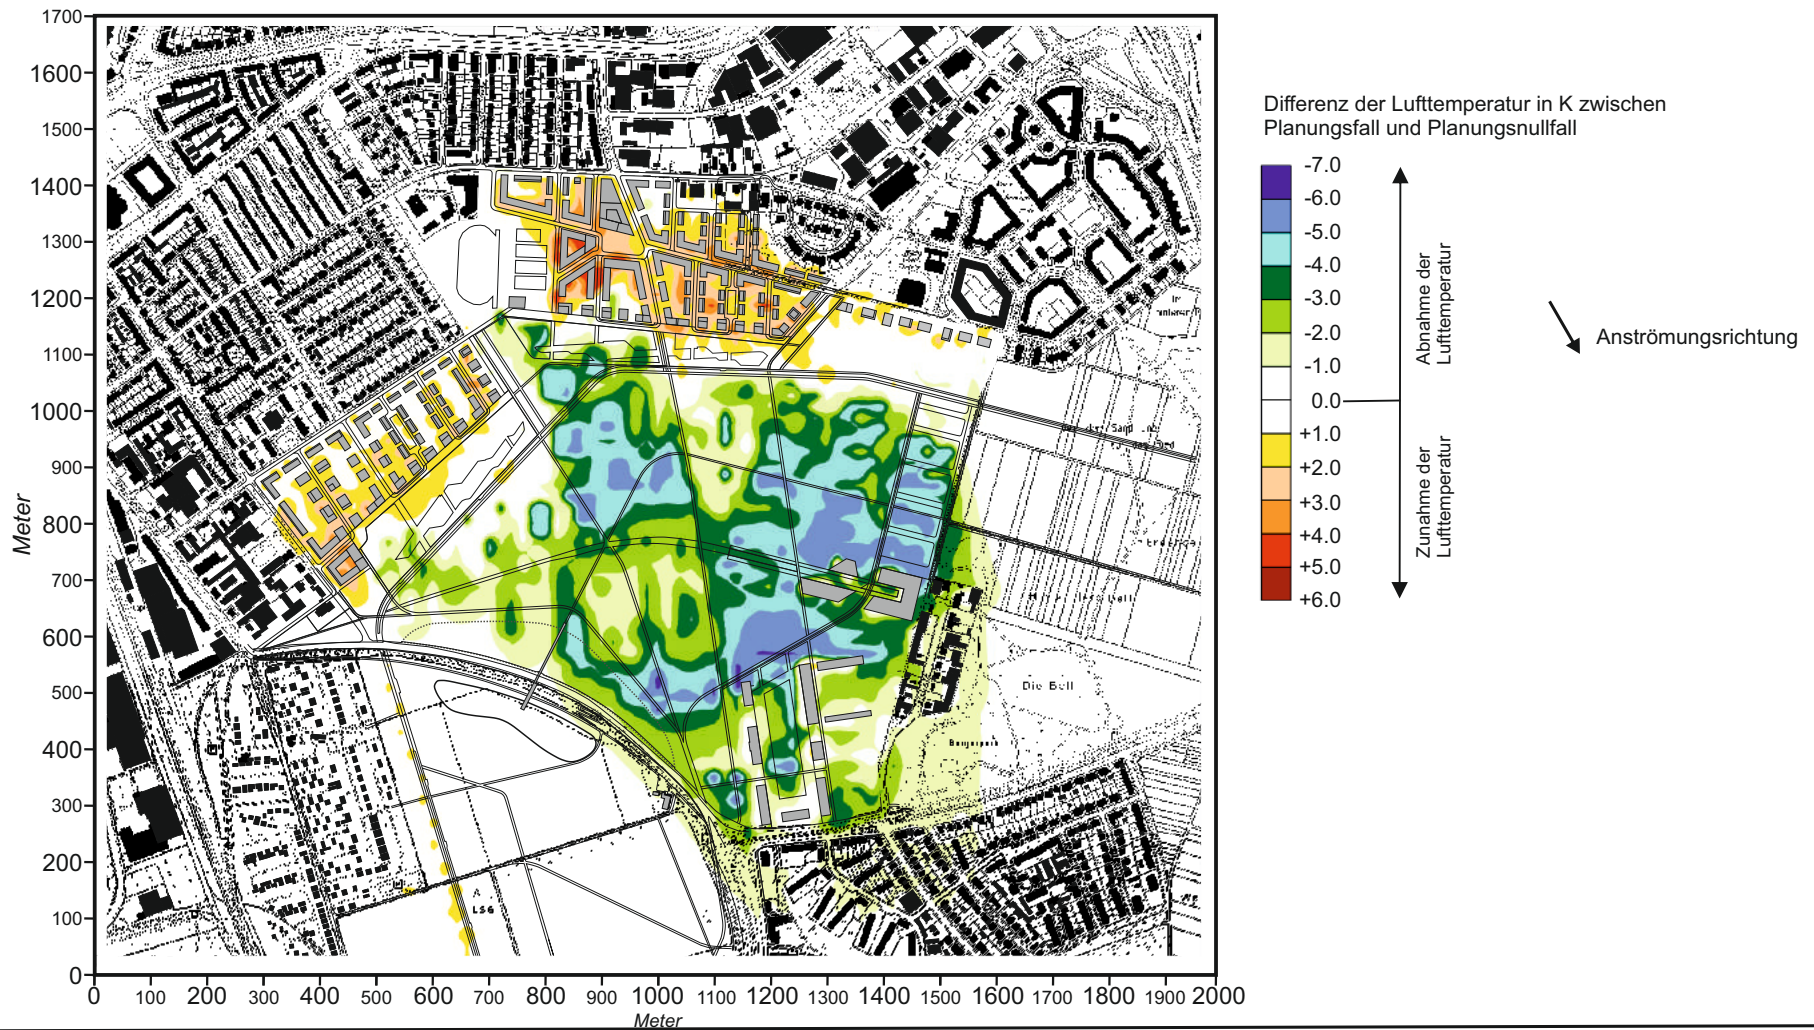 1700
1600
1500
1400
1300
1200
1100
1000
900
800
700
600
500
400
300
200
100
0
Meter
0 100 200 300 400 500 600 700 800 900 1000 1100 1200 1300 1400 1500 1600 1700 1800 1900 2000
Meter
Die Boll
LSG
Differenz der Lufttemperatur in K zwischen
Planungsfall und Planungsnullfall
-7.0
-6.0
-5.0
-4.0
-3.0
-2.0
-1.0
0.0
+1.0
+2.0
+3.0
+4.0
+5.0
+6.0
Abnahme der
Lufttemperatur
Zunahme der
Lufttemperatur
Anströmungsrichtung